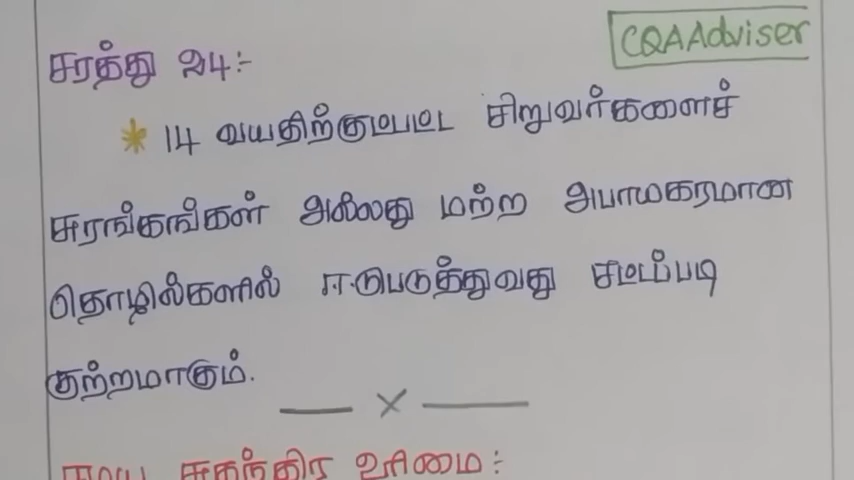 CQAAdviser
சரத்து 24:-
* 14 வயதிற்குட்பட்ட சிறுவர்களைச்
சுரங்கங்கள் அல்லது மற்ற அபாயகரமான
தொழில்களில் ஈடுபடுத்துவது சட்டப்படி
குற்றமாகும்.
— x —
சமய சுதந்திர உரிமை: